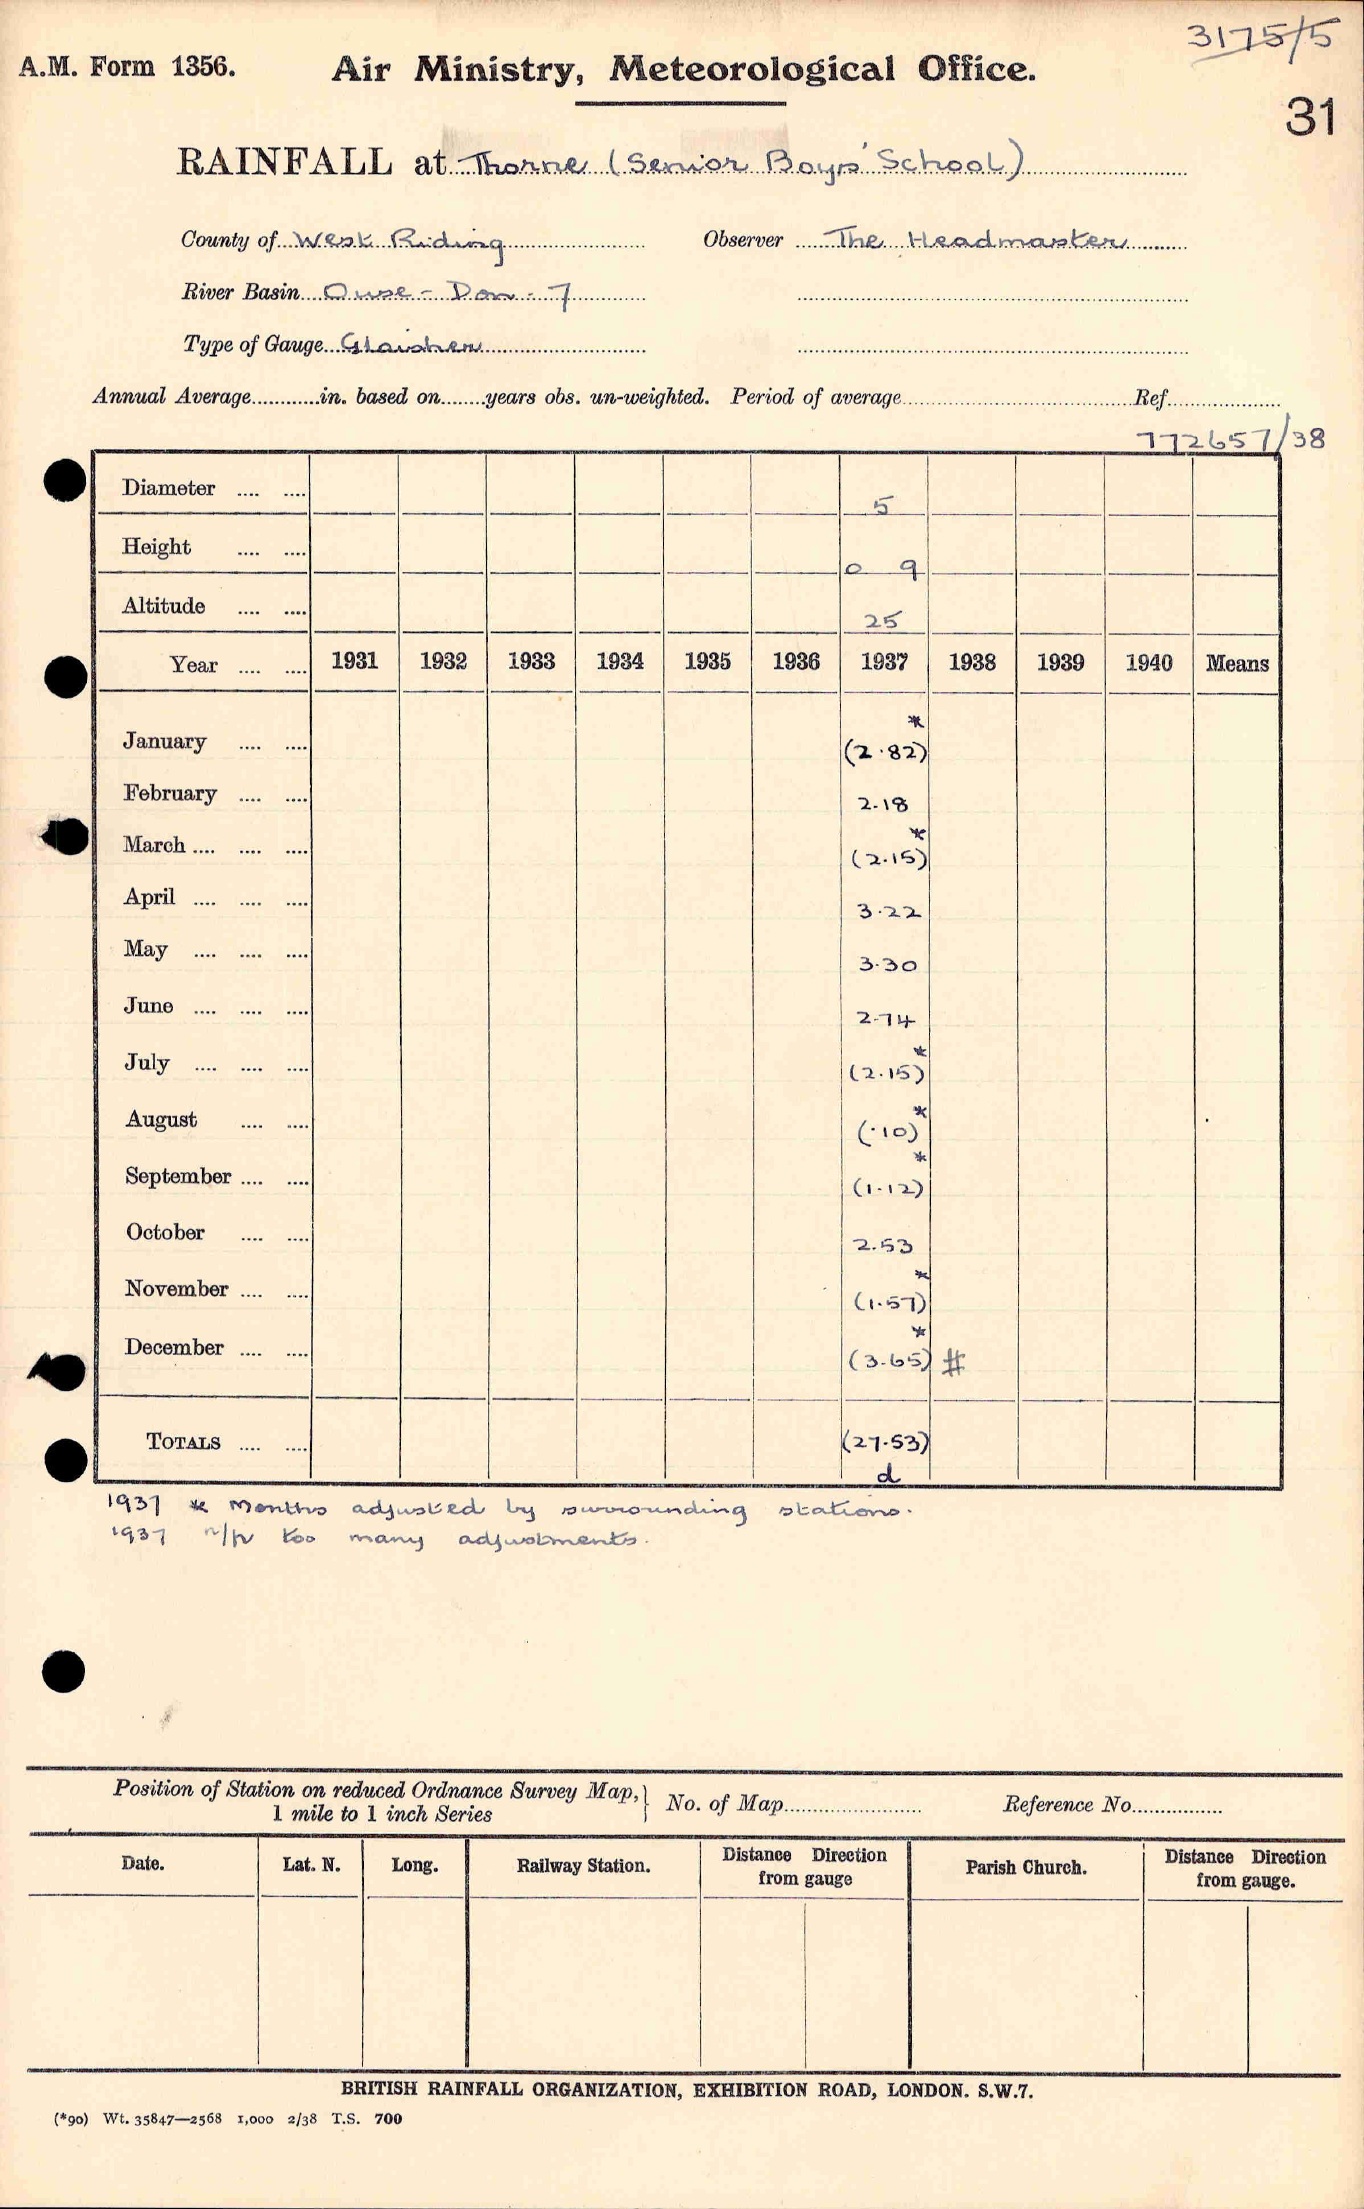 3175/5
A.M. Form 1356. Air Ministry, Meteorological Office.
31
RAINFALL at Thorne (Senior Boys' School)
County of West Riding Observer The Headmaster
River Basin Ouse - Don - 7
Type of Gauge Glaisher
Annual Average ............in. based on........years obs. un-weighted. Period of average.................... Ref....................
772657/38
Diameter .... .... 5
Height .... .... 0 9
Altitude .... .... 25
Year .... .... 1931 1932 1933 1934 1935 1936 1937 1938 1939 1940 Means
January .... .... (2.82)*
February .... .... 2.18
March .... .... .... (2.15)*
April .... .... .... 3.22
May .... .... .... 3.30
June .... .... .... 2.74
July .... .... .... (2.15)*
August .... .... (.10)*
September .... .... (1.12)*
October .... .... 2.53
November .... .... (1.57)*
December .... .... (3.65)* #
TOTALS .... .... (27.53)
d
1937 * Months adjusted by surrounding stations.
1937 n/p too many adjustments.
Position of Station on reduced Ordnance Survey Map, } No. of Map....................... Reference No................
1 mile to 1 inch Series
Date. Lat. N. Long. Railway Station. Distance Direction from gauge Parish Church. Distance Direction from gauge.
BRITISH RAINFALL ORGANIZATION, EXHIBITION ROAD, LONDON. S.W.7.
(*90) Wt. 35847—2568 1,000 2/38 T.S. 700